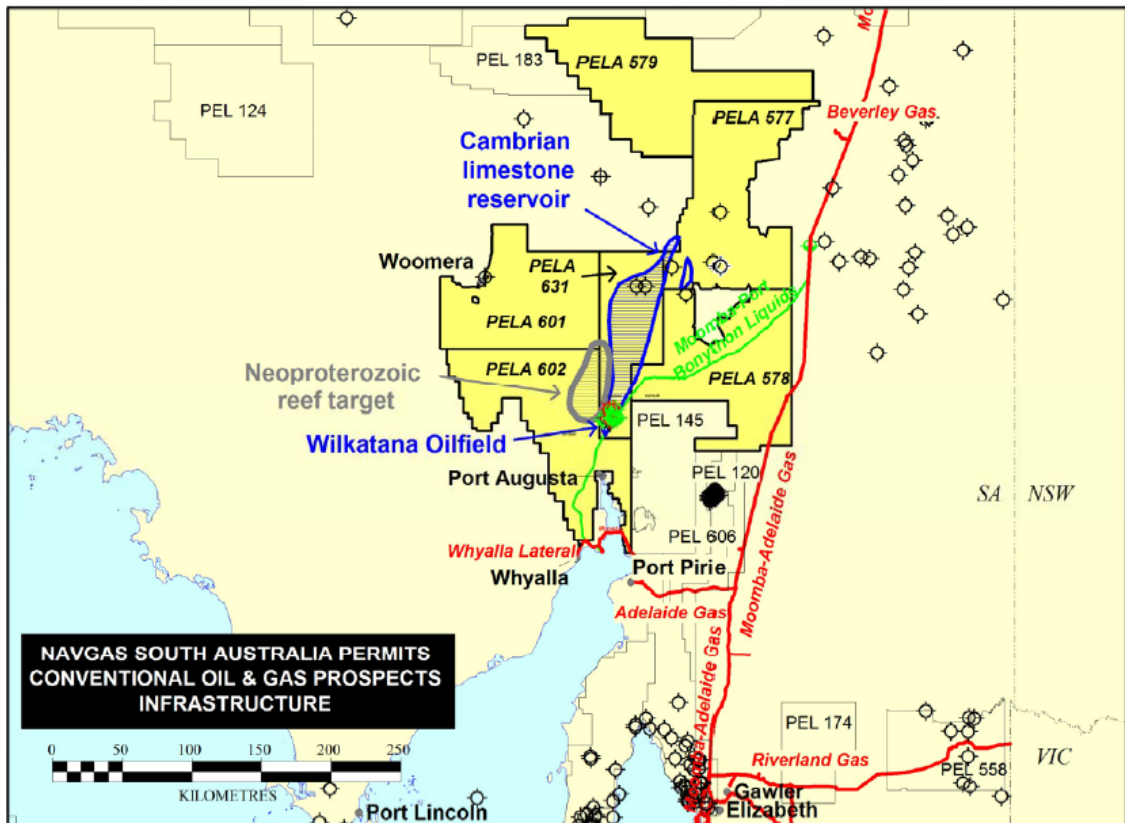 PEL 183
PELA 579
PEL 124
PELA 577
Beverley Gas
Cambrian
limestone
reservoir
Woomera
PELA
631
PELA 601
Moomba-Port
Bonython Liquids
PELA 602
PELA 578
Neoproterozoic
reef target
PEL 145
Wilkatana Oilfield
Port Augusta
PEL 120
SA
NSW
PEL 606
Moomba-Adelaide Gas
Whyalla Lateral
Whyalla
Port Pirie
Adelaide Gas
Moomba-Adelaide Gas
NAVGAS SOUTH AUSTRALIA PERMITS
CONVENTIONAL OIL & GAS PROSPECTS
INFRASTRUCTURE
0 50 100 150 200 250
KILOMETRES
PEL 174
Riverland Gas
VIC
PEL 558
Gawler
Elizabeth
Port Lincoln